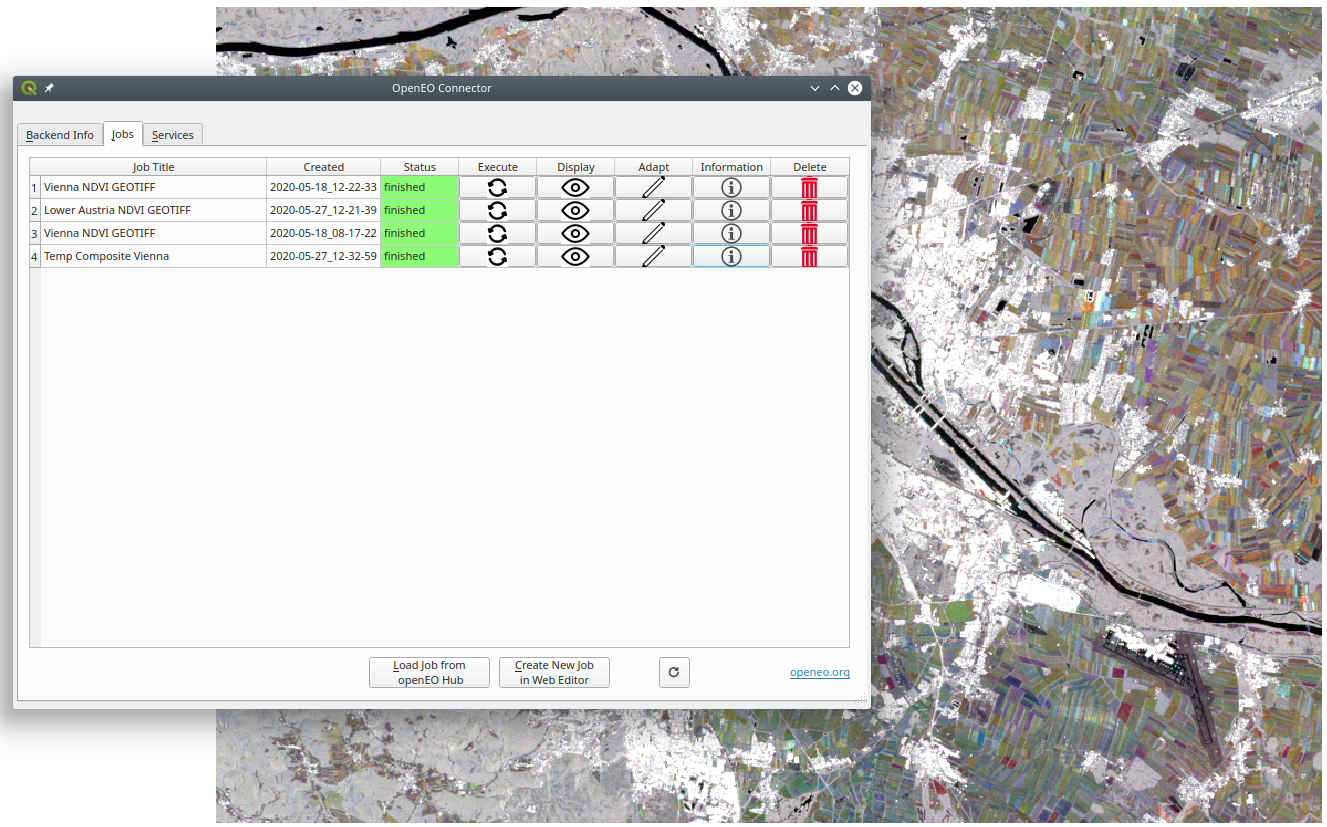 OpenEO Connector
Backend Info Jobs Services
Job Title Created Status Execute Display Adapt Information Delete
1 Vienna NDVI GEOTIFF 2020-05-18_12-22-33 finished
2 Lower Austria NDVI GEOTIFF 2020-05-27_12-21-39 finished
3 Vienna NDVI GEOTIFF 2020-05-18_08-17-22 finished
4 Temp Composite Vienna 2020-05-27_12-32-59 finished
Load Job from
openEO Hub
Create New Job
in Web Editor
openeo.org